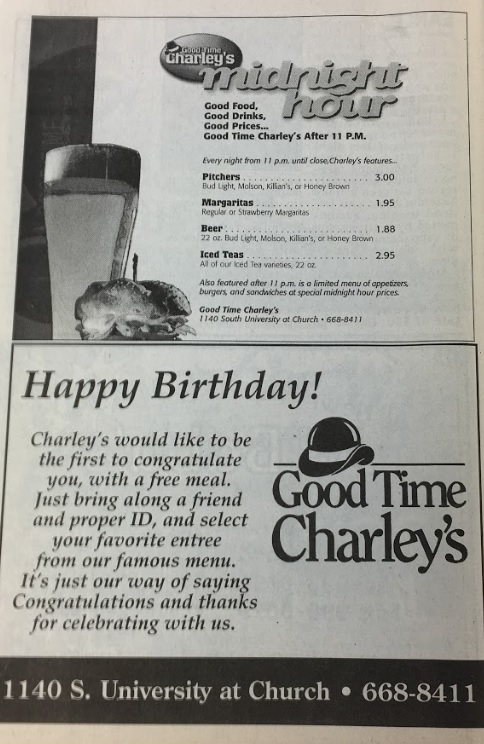 Good Time
Charley's
midnight
hour
Good Food,
Good Drinks,
Good Prices...
Good Time Charley's After 11 P.M.
Every night from 11 p.m. until close,Charley's features...
Pitchers . . . . . . . . . . . . . . . . . . . . . . . . 3.00
Bud Light, Molson, Killian's, or Honey Brown
Margaritas . . . . . . . . . . . . . . . . . . . . . 1.95
Regular or Strawberry Margaritas
Beer . . . . . . . . . . . . . . . . . . . . . . . . . . . 1.88
22 oz. Bud Light, Molson, Killian's, or Honey Brown
Iced Teas . . . . . . . . . . . . . . . . . . . . . . . 2.95
All of our Iced Tea varieties, 22 oz.
Also featured after 11 p.m. is a limited menu of appetizers,
burgers, and sandwiches at special midnight hour prices.
Good Time Charley's
1140 South University at Church • 668-8411
Happy Birthday!
Charley's would like to be
the first to congratulate
you, with a free meal.
Just bring along a friend
and proper ID, and select
your favorite entree
from our famous menu.
It's just our way of saying
Congratulations and thanks
for celebrating with us.
Good Time
Charley's
1140 S. University at Church • 668-8411